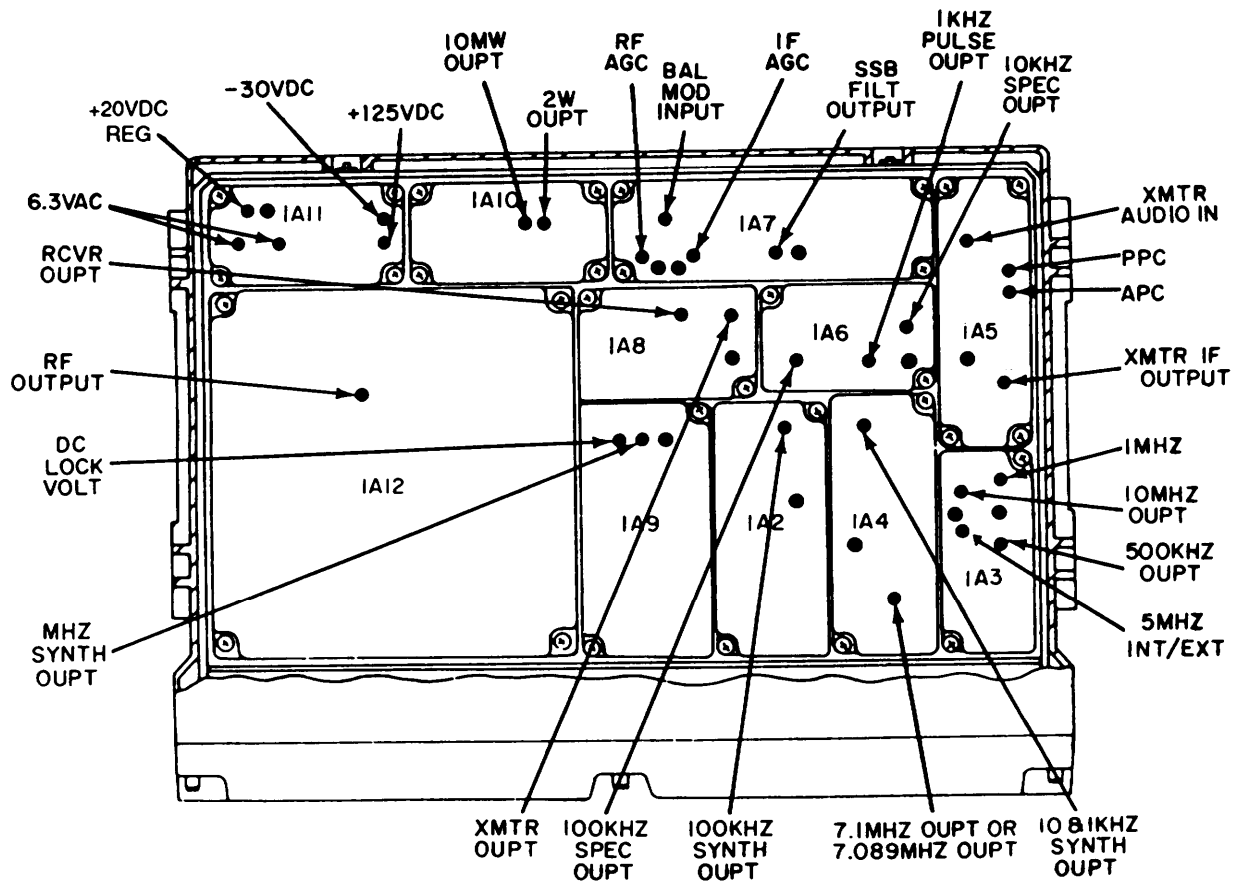 1KHZ
PULSE
OUPT
10MW
OUPT
RF
AGC
IF
AGC
10KHZ
SPEC
OUPT
BAL
MOD
INPUT
SSB
FILT
OUTPUT
-30VDC
2W
OUPT
+20VDC
REG
+125VDC
6.3VAC
1A11
1A10
1A7
XMTR
AUDIO IN
RCVR
OUPT
PPC
APC
1A8
1A6
1A5
RF
OUTPUT
XMTR IF
OUTPUT
DC
LOCK
VOLT
1MHZ
1A12
10MHZ
OUPT
1A9
1A2
1A4
500KHZ
OUPT
1A3
MHZ
SYNTH
OUPT
5MHZ
INT/EXT
XMTR
OUPT
100KHZ
SPEC
OUPT
100KHZ
SYNTH
OUPT
7.1MHZ OUPT OR
7.089MHZ OUPT
10 & 1KHZ
SYNTH
OUPT